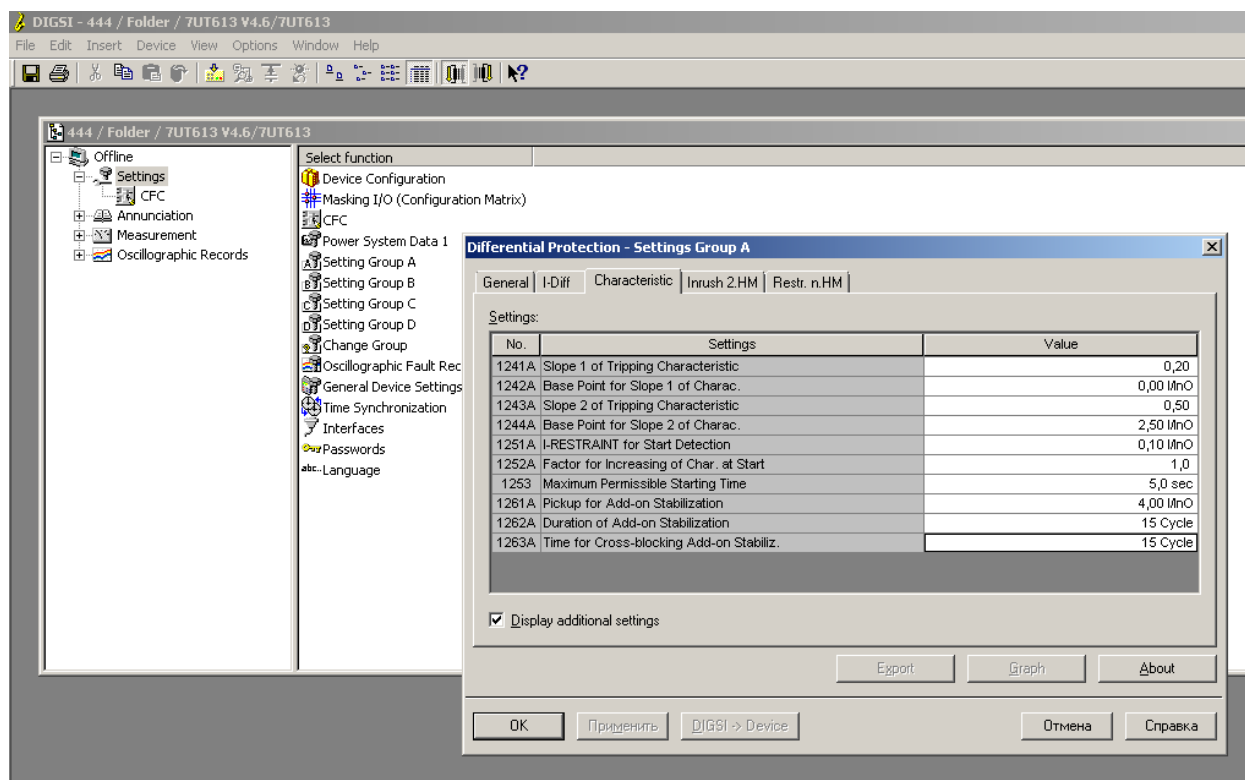 DIGSI - 444 / Folder / 7UT613 V4.6/7UT613
File Edit Insert Device View Options Window Help
444 / Folder / 7UT613 V4.6/7UT613
Offline
Settings
CFC
Annunciation
Measurement
Oscillographic Records
Select function
Device Configuration
Masking I/O (Configuration Matrix)
CFC
Power System Data 1
Setting Group A
Setting Group B
Setting Group C
Setting Group D
Change Group
Oscillographic Fault Rec
General Device Settings
Time Synchronization
Interfaces
Passwords
Language
Differential Protection - Settings Group A
General I-Diff Characteristic Inrush 2.HM Restr. n.HM
Settings:
No. Settings Value
1241A Slope 1 of Tripping Characteristic 0,20
1242A Base Point for Slope 1 of Charac. 0,00 I/InO
1243A Slope 2 of Tripping Characteristic 0,50
1244A Base Point for Slope 2 of Charac. 2,50 I/InO
1251A I-RESTRAINT for Start Detection 0,10 I/InO
1252A Factor for Increasing of Char. at Start 1,0
1253 Maximum Permissible Starting Time 5,0 sec
1261A Pickup for Add-on Stabilization 4,00 I/InO
1262A Duration of Add-on Stabilization 15 Cycle
1263A Time for Cross-blocking Add-on Stabiliz. 15 Cycle
Display additional settings
Export Graph About
OK Применить DIGSI -> Device Отмена Справка